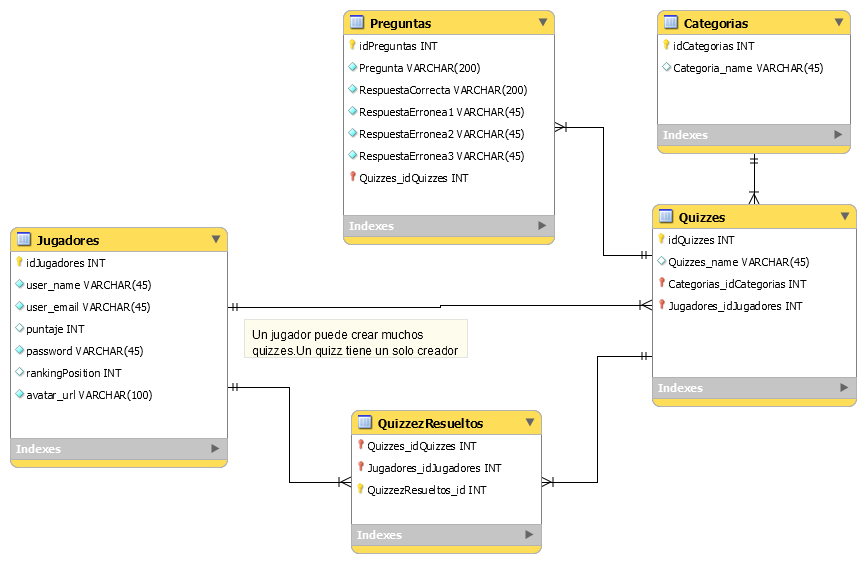 Preguntas
idPreguntas INT
Pregunta VARCHAR(200)
RespuestaCorrecta VARCHAR(200)
RespuestaErronea1 VARCHAR(45)
RespuestaErronea2 VARCHAR(45)
RespuestaErronea3 VARCHAR(45)
Quizzes_idQuizzes INT
Indexes
Categorias
idCategorias INT
Categoria_name VARCHAR(45)
Indexes
Quizzes
idQuizzes INT
Quizzes_name VARCHAR(45)
Categorias_idCategorias INT
Jugadores_idJugadores INT
Indexes
Jugadores
idJugadores INT
user_name VARCHAR(45)
user_email VARCHAR(45)
puntaje INT
password VARCHAR(45)
rankingPosition INT
avatar_url VARCHAR(100)
Indexes
Un jugador puede crear muchos
quizzes.Un quizz tiene un solo creador
QuizzezResueltos
Quizzes_idQuizzes INT
Jugadores_idJugadores INT
QuizzezResueltos_id INT
Indexes